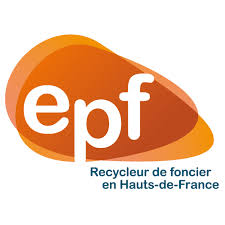 epf
Recycleur de foncier
en Hauts-de-France